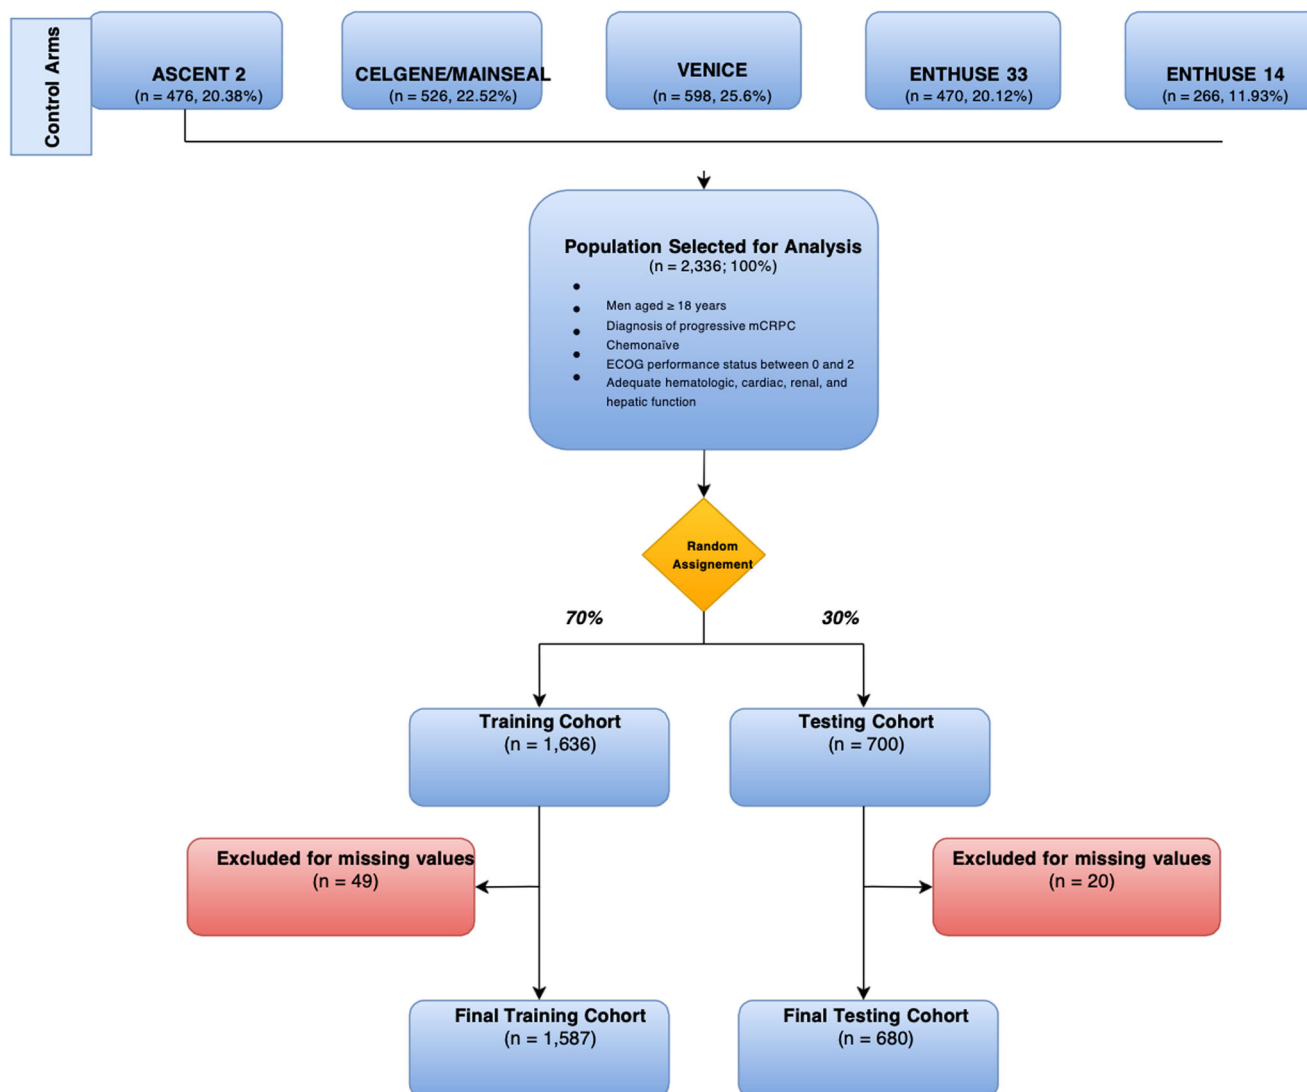 Control Arms
ASCENT 2
(n = 476, 20.38%)
CELGENE/MAINSEAL
(n = 526, 22.52%)
VENICE
(n = 598, 25.6%)
ENTHUSE 33
(n = 470, 20.12%)
ENTHUSE 14
(n = 266, 11.93%)
Population Selected for Analysis
(n = 2,336; 100%)
•
• Men aged ≥ 18 years
• Diagnosis of progressive mCRPC
Chemonaïve
• ECOG performance status between 0 and 2
• Adequate hematologic, cardiac, renal, and
hepatic function
Random
Assignement
70%
30%
Training Cohort
(n = 1,636)
Testing Cohort
(n = 700)
Excluded for missing values
(n = 49)
Excluded for missing values
(n = 20)
Final Training Cohort
(n = 1,587)
Final Testing Cohort
(n = 680)